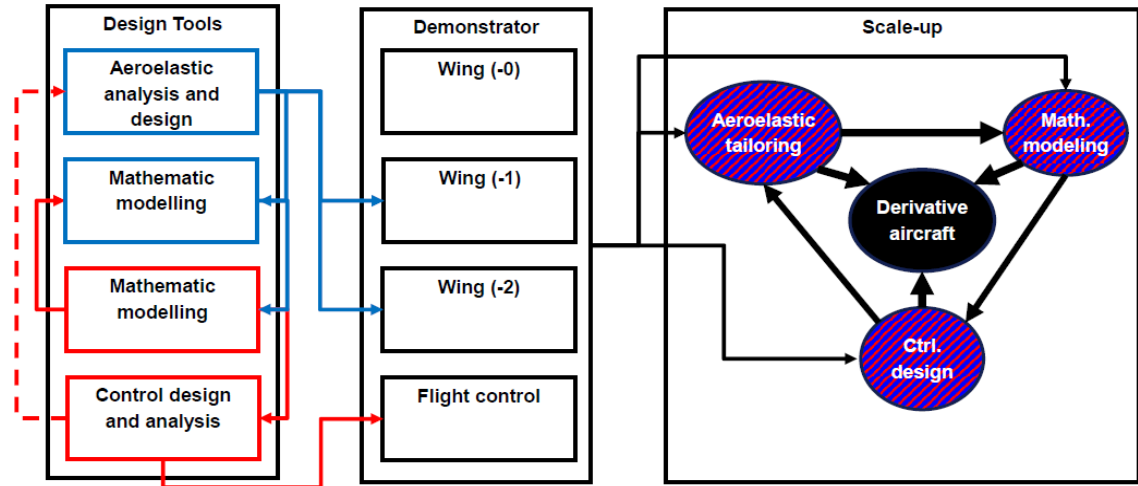 Design Tools
Aeroelastic
analysis and
design
Mathematic
modelling
Mathematic
modelling
Control design
and analysis
Demonstrator
Wing (-0)
Wing (-1)
Wing (-2)
Flight control
Scale-up
Aeroelastic
tailoring
Math.
modeling
Derivative
aircraft
Ctrl.
design